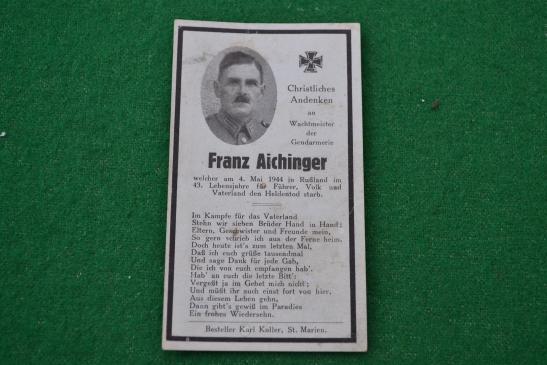 Christliches
Andenken
an
Wachtmeister
der
Gendarmerie
Franz Aichinger
welcher am 4. Mai 1944 in Rußland im
43. Lebensjahre für Führer, Volk und
Vaterland den Heldentod starb.
Im Kampfe für das Vaterland
Stehn wir sieben Brüder Hand in Hand;
Eltern, Geschwister und Freunde mein,
So gern schrieb ich aus der Ferne heim.
Doch heute ist's zum letzten Mal,
Daß ich euch grüße tausendmal
Und sage Dank für jede Gab,
Die ich von euch empfangen hab'.
Hab' an euch die letzte Bitt':
Vergeßt ja im Gebet mich nicht;
Und müßt ihr auch einst fort von hier,
Aus diesem Leben gehn,
Dann gibt's gewiß im Paradies
Ein frohes Wiedersehn.
Besteller Karl Kaller, St. Marien.